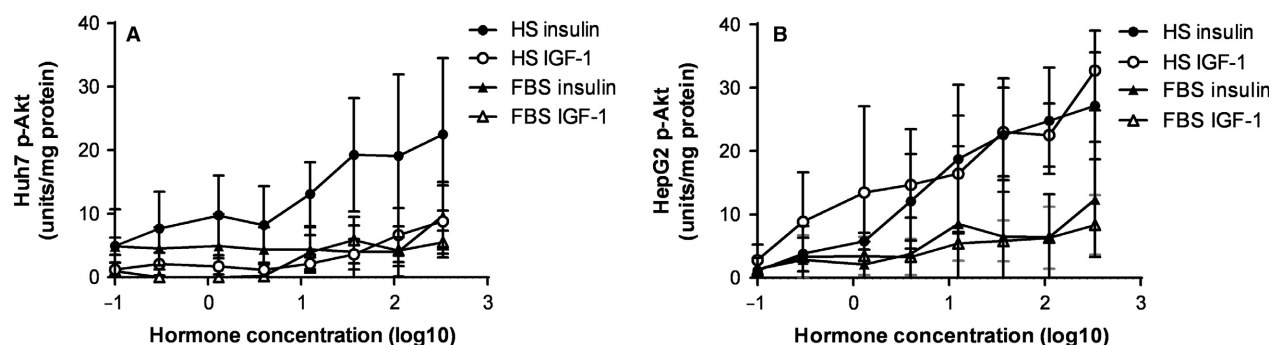 A
Huh7 p-Akt
(units/mg protein)
40
30
20
10
0
–1
0
1
2
3
Hormone concentration (log10)
HS insulin
HS IGF-1
FBS insulin
FBS IGF-1
B
HepG2 p-Akt
(units/mg protein)
40
30
20
10
0
–1
0
1
2
3
Hormone concentration (log10)
HS insulin
HS IGF-1
FBS insulin
FBS IGF-1